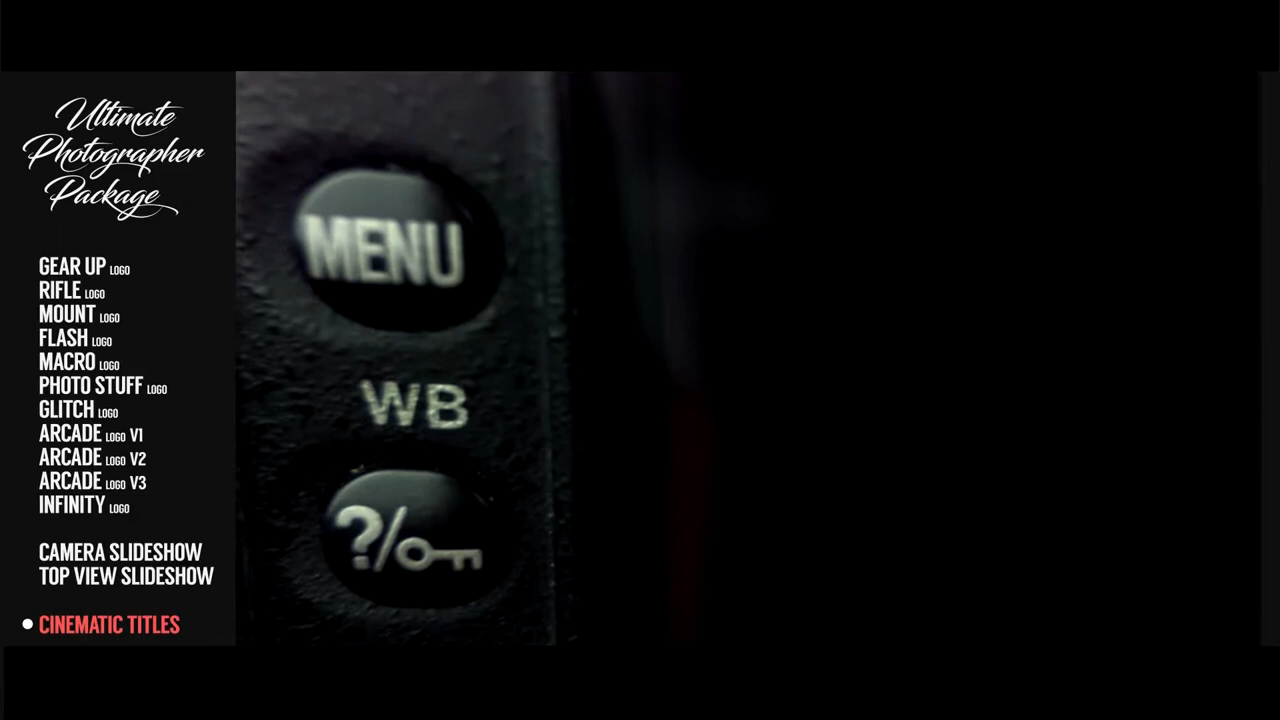 Ultimate
Photographer
Package
GEAR UP LOGO
RIFLE LOGO
MOUNT LOGO
FLASH LOGO
MACRO LOGO
PHOTO STUFF LOGO
GLITCH LOGO
ARCADE LOGO V1
ARCADE LOGO V2
ARCADE LOGO V3
INFINITY LOGO
CAMERA SLIDESHOW
TOP VIEW SLIDESHOW
CINEMATIC TITLES
MENU
WB
?/